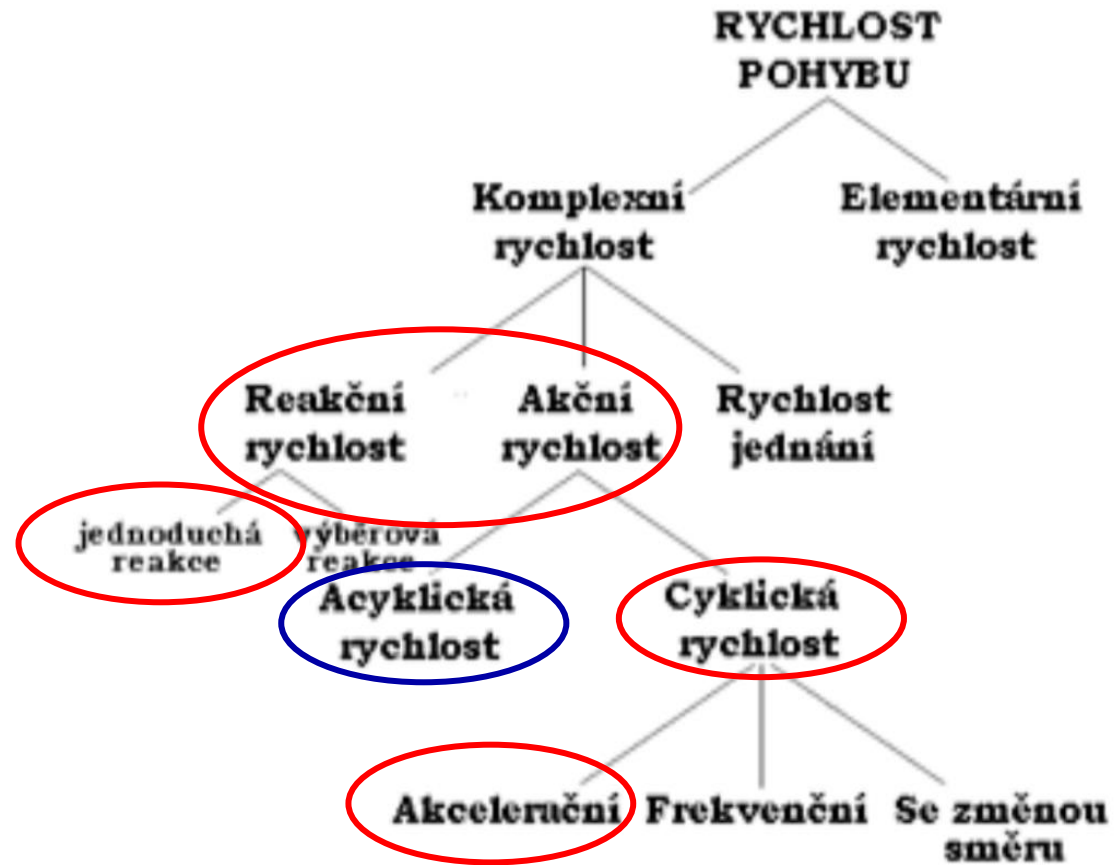 RYCHLOST
POHYBU
Komplexní
rychlost
Elementární
rychlost
Reakční
rychlost
Akční
rychlost
Rychlost
jednání
jednoduchá
reakce
výběrová
reakce
Acyklická
rychlost
Cyklická
rychlost
Akcelerační
Frekvenční
Se změnou
směru